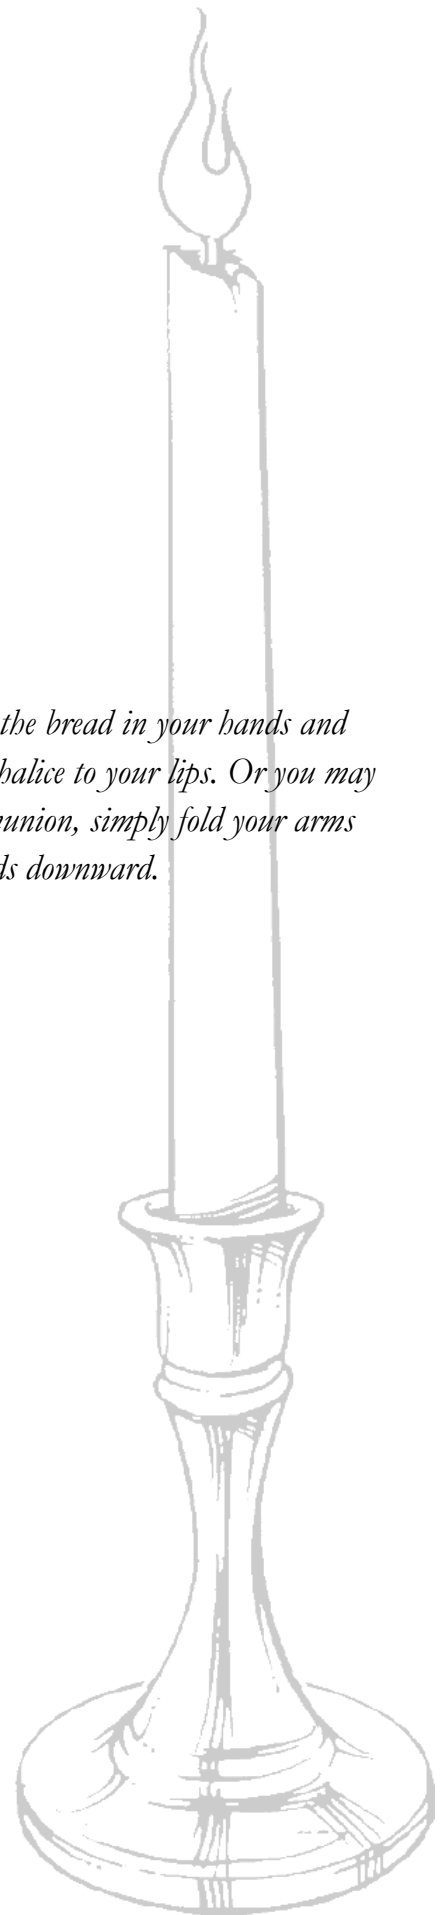 the bread in your hands and
halice to your lips. Or you may
union, simply fold your arms
ds downward.